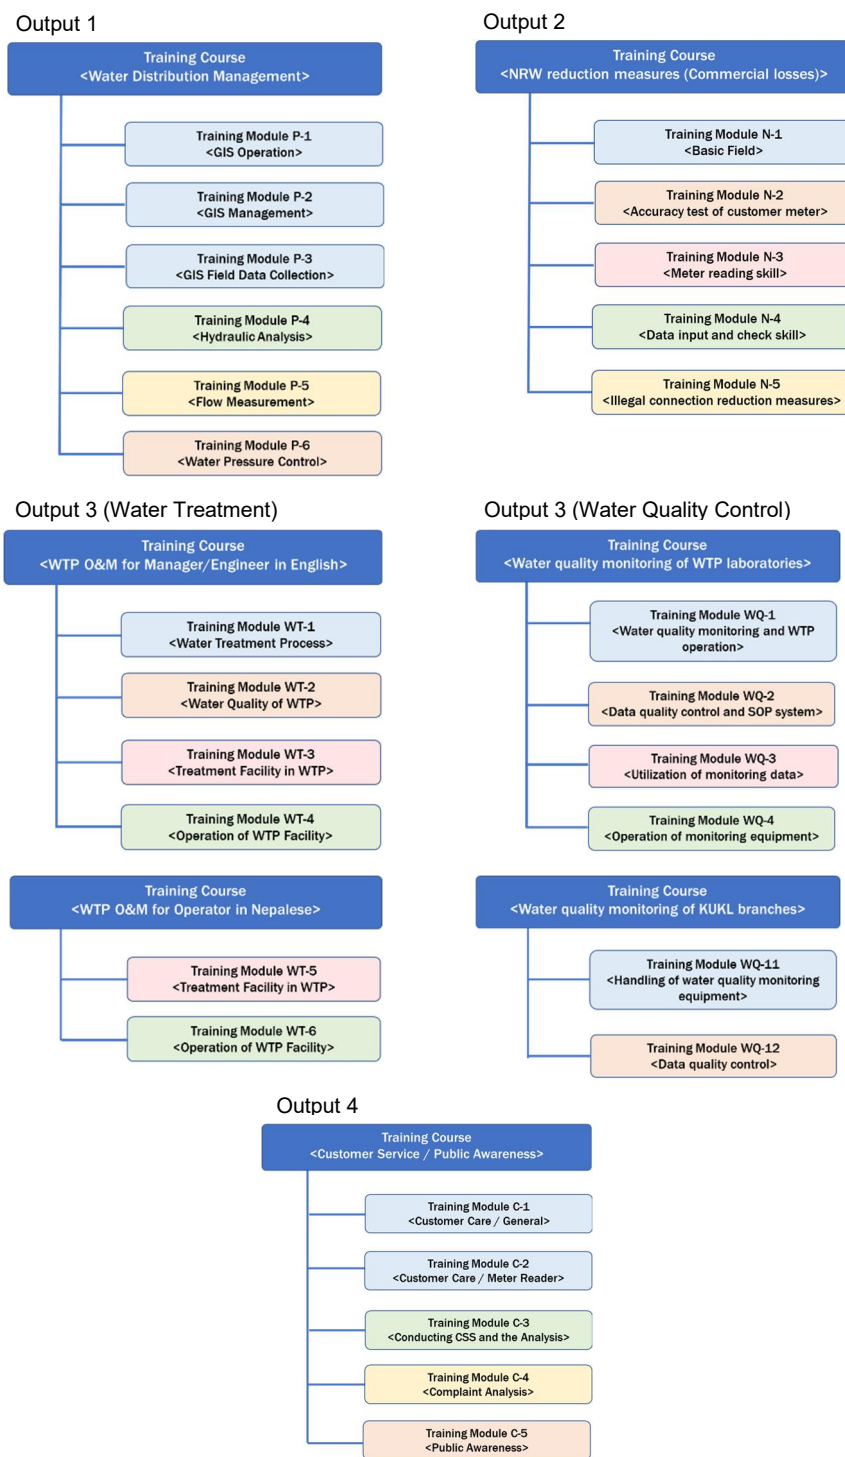 Output 1
Training Course
<Water Distribution Management>
Training Module P-1
<GIS Operation>
Training Module P-2
<GIS Management>
Training Module P-3
<GIS Field Data Collection>
Training Module P-4
<Hydraulic Analysis>
Training Module P-5
<Flow Measurement>
Training Module P-6
<Water Pressure Control>
Output 2
Training Course
<NRW reduction measures (Commercial losses)>
Training Module N-1
<Basic Field>
Training Module N-2
<Accuracy test of customer meter>
Training Module N-3
<Meter reading skill>
Training Module N-4
<Data input and check skill>
Training Module N-5
<Illegal connection reduction measures>
Output 3 (Water Treatment)
Training Course
<WTP O&M for Manager/Engineer in English>
Training Module WT-1
<Water Treatment Process>
Training Module WT-2
<Water Quality of WTP>
Training Module WT-3
<Treatment Facility in WTP>
Training Module WT-4
<Operation of WTP Facility>
Training Course
<WTP O&M for Operator in Nepalese>
Training Module WT-5
<Treatment Facility in WTP>
Training Module WT-6
<Operation of WTP Facility>
Output 3 (Water Quality Control)
Training Course
<Water quality monitoring of WTP laboratories>
Training Module WQ-1
<Water quality monitoring and WTP
operation>
Training Module WQ-2
<Data quality control and SOP system>
Training Module WQ-3
<Utilization of monitoring data>
Training Module WQ-4
<Operation of monitoring equipment>
Training Course
<Water quality monitoring of KUKL branches>
Training Module WQ-11
<Handling of water quality monitoring
equipment>
Training Module WQ-12
<Data quality control>
Output 4
Training Course
<Customer Service / Public Awareness>
Training Module C-1
<Customer Care / General>
Training Module C-2
<Customer Care / Meter Reader>
Training Module C-3
<Conducting CSS and the Analysis>
Training Module C-4
<Complaint Analysis>
Training Module C-5
<Public Awareness>